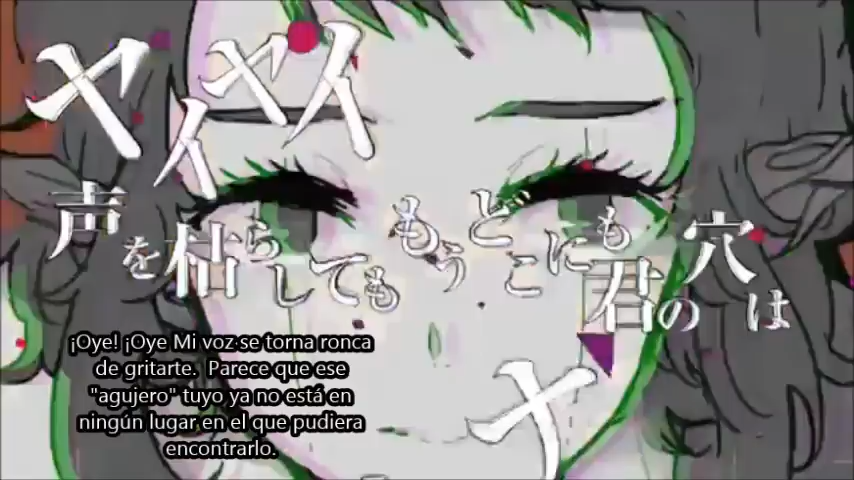 ヤイヤイ
声を枯らしてももうどこにも君の穴は
ナ
¡Oye! ¡Oye Mi voz se torna ronca
de gritarte.  Parece que ese
"agujero" tuyo ya no está en
ningún lugar en el que pudiera
encontrarlo.